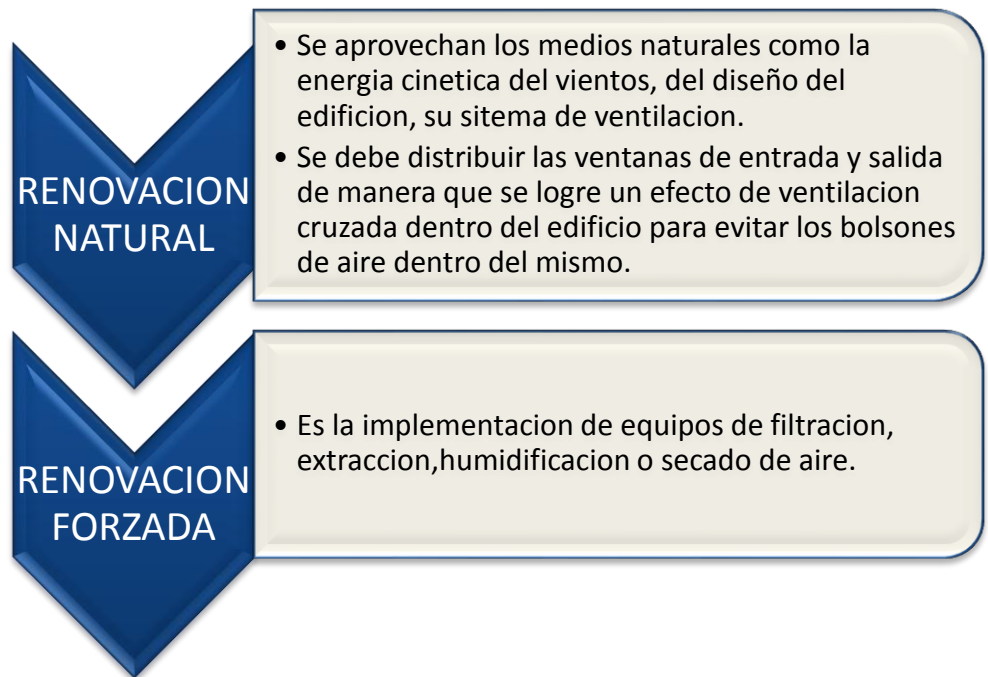 RENOVACION
NATURAL
• Se aprovechan los medios naturales como la
energia cinetica del vientos, del diseño del
edificion, su sitema de ventilacion.
• Se debe distribuir las ventanas de entrada y salida
de manera que se logre un efecto de ventilacion
cruzada dentro del edificio para evitar los bolsones
de aire dentro del mismo.
RENOVACION
FORZADA
• Es la implementacion de equipos de filtracion,
extraccion,humidificacion o secado de aire.